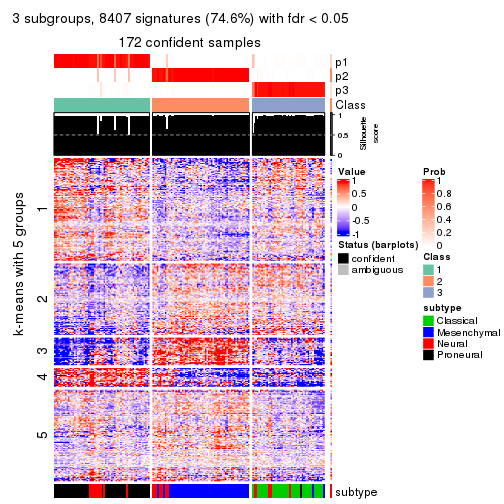 3 subgroups, 8407 signatures (74.6%) with fdr < 0.05
172 confident samples
p1
p2
p3
Class
1
0.5
0
Silhouette
score
k-means with 5 groups
1
2
3
4
5
Value
1
0.5
0
-0.5
-1
Prob
1
0.8
0.6
0.4
0.2
0
Status (barplots)
confident
ambiguous
Class
1
2
3
subtype
Classical
Mesenchymal
Neural
Proneural
subtype